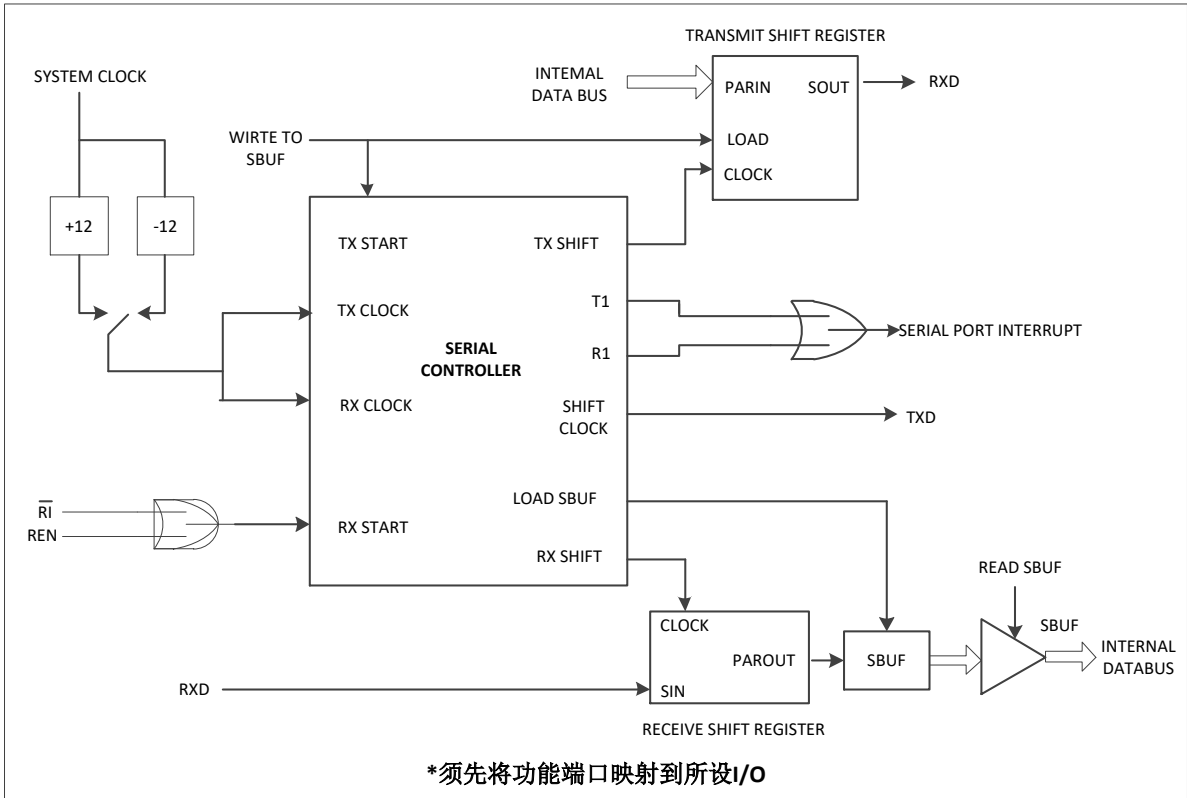 TRANSMIT SHIFT REGISTER
SYSTEM CLOCK
INTEMAL
DATA BUS
PARIN
SOUT
RXD
WIRTE TO
SBUF
LOAD
CLOCK
+12
-12
TX START
TX SHIFT
T1
TX CLOCK
SERIAL PORT INTERRUPT
SERIAL
CONTROLLER
R1
RX CLOCK
SHIFT
CLOCK
TXD
LOAD SBUF
R̅I̅
REN
RX START
RX SHIFT
READ SBUF
CLOCK
SBUF
PAROUT
SBUF
INTERNAL
DATABUS
RXD
SIN
RECEIVE SHIFT REGISTER
*须先将功能端口映射到所设I/O